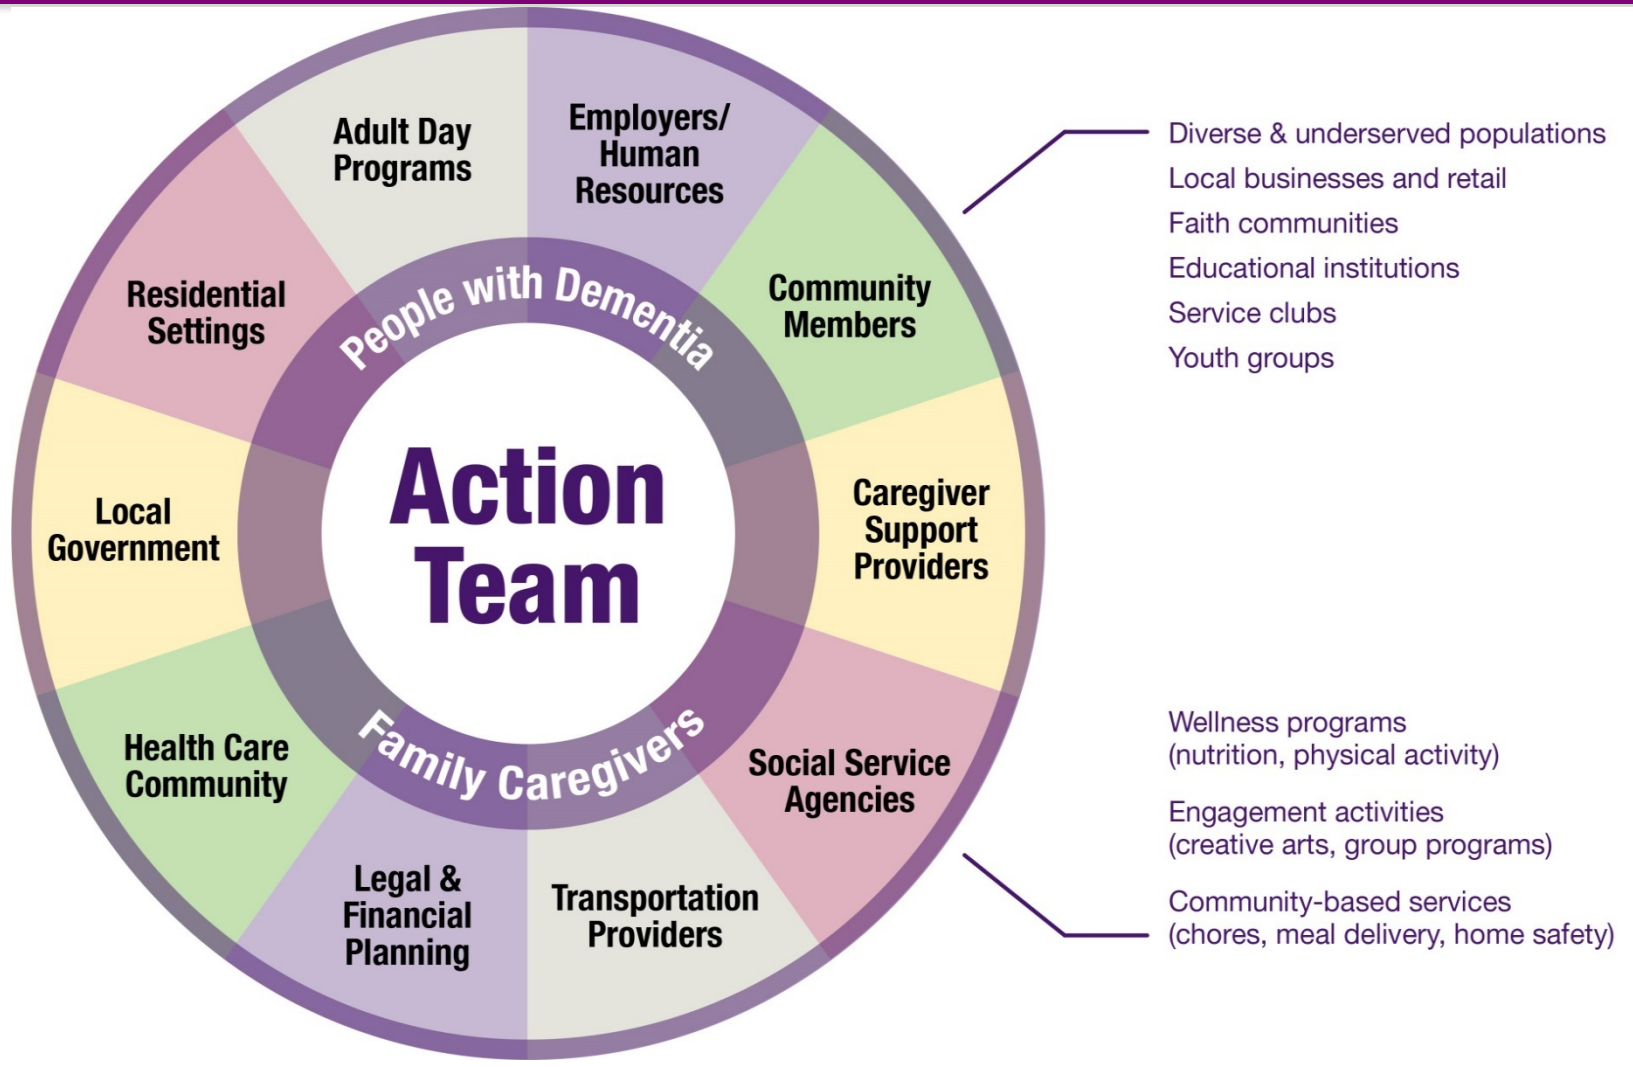 Adult Day
Programs
Employers/
Human
Resources
Community
Members
Caregiver
Support
Providers
Social Service
Agencies
Transportation
Providers
Legal &
Financial
Planning
Health Care
Community
Local
Government
Residential
Settings
People with Dementia
Action
Team
Family Caregivers
Diverse & underserved populations
Local businesses and retail
Faith communities
Educational institutions
Service clubs
Youth groups
Wellness programs
(nutrition, physical activity)
Engagement activities
(creative arts, group programs)
Community-based services
(chores, meal delivery, home safety)